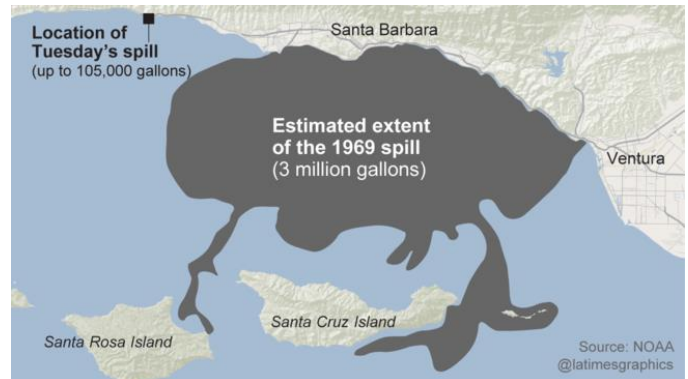 Location of
Tuesday's spill
(up to 105,000 gallons)
Santa Barbara
Estimated extent
of the 1969 spill
(3 million gallons)
Ventura
Santa Rosa Island
Santa Cruz Island
Source: NOAA
@latimesgraphics